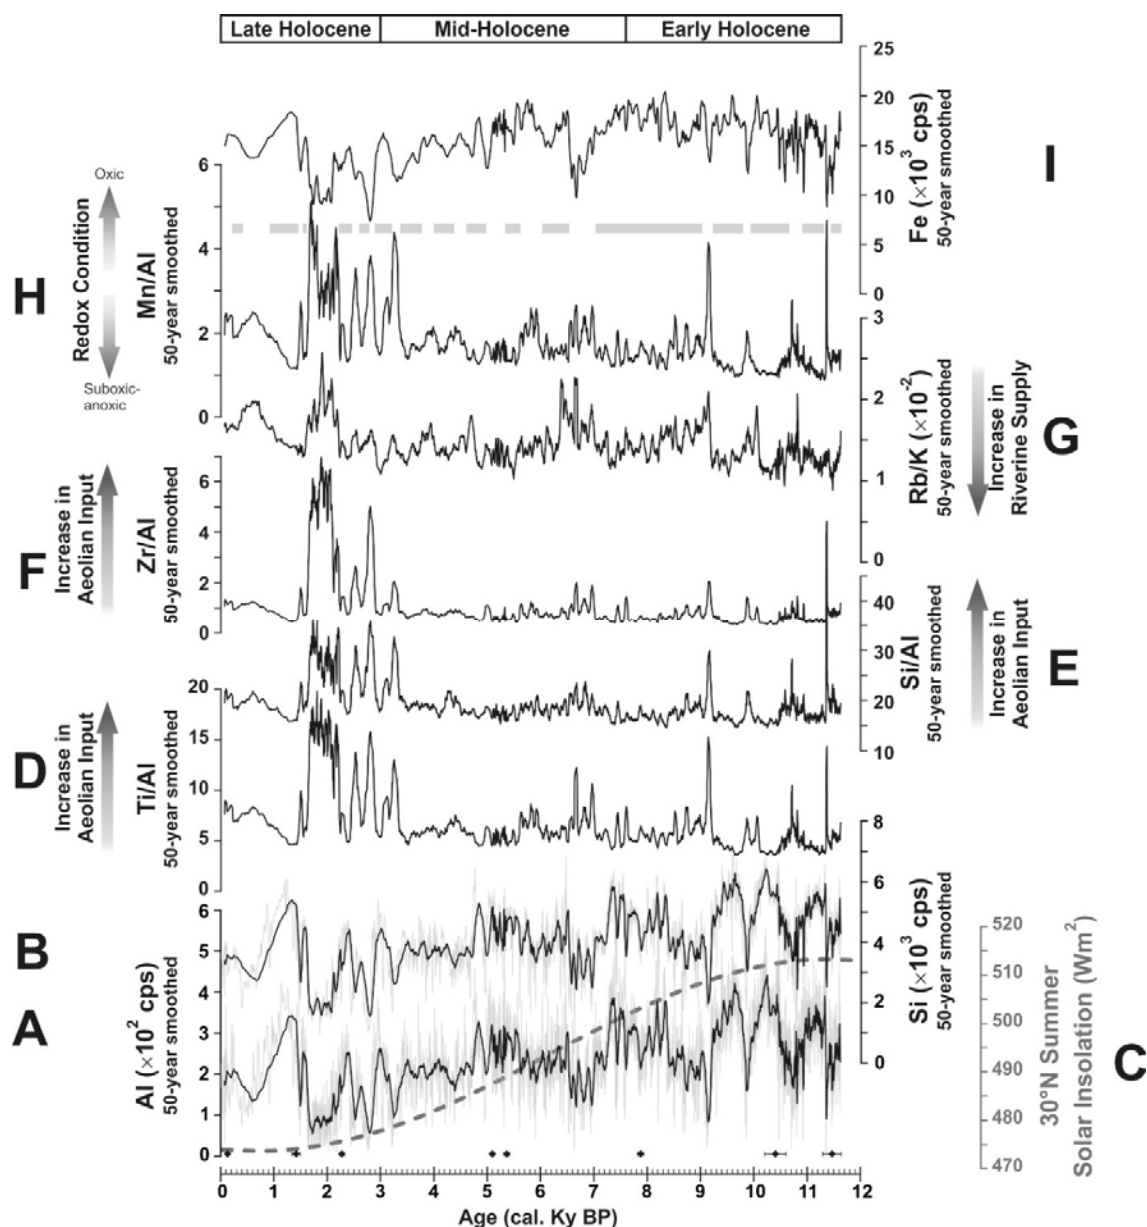 Late Holocene
Mid-Holocene
Early Holocene
25
20
15
10
5
0
Fe (×10³ cps)
50-year smoothed
I
H
Redox Condition
Oxic
Suboxic-
anoxic
Mn/Al
50-year smoothed
6
4
2
0
3
2
1
0
Rb/K (×10⁻²)
50-year smoothed
Increase in
Riverine Supply
G
F
Increase in
Aeolian Input
Zr/Al
50-year smoothed
6
4
2
0
40
30
20
10
Si/Al
50-year smoothed
Increase in
Aeolian Input
E
D
Increase in
Aeolian Input
Ti/Al
50-year smoothed
20
15
10
5
0
8
6
4
2
0
Si (×10³ cps)
50-year smoothed
B
A
Al (×10² cps)
50-year smoothed
6
5
4
3
2
1
0
520
510
500
490
480
470
30°N Summer
Solar Insolation (Wm²)
C
0 1 2 3 4 5 6 7 8 9 10 11 12
Age (cal. Ky BP)